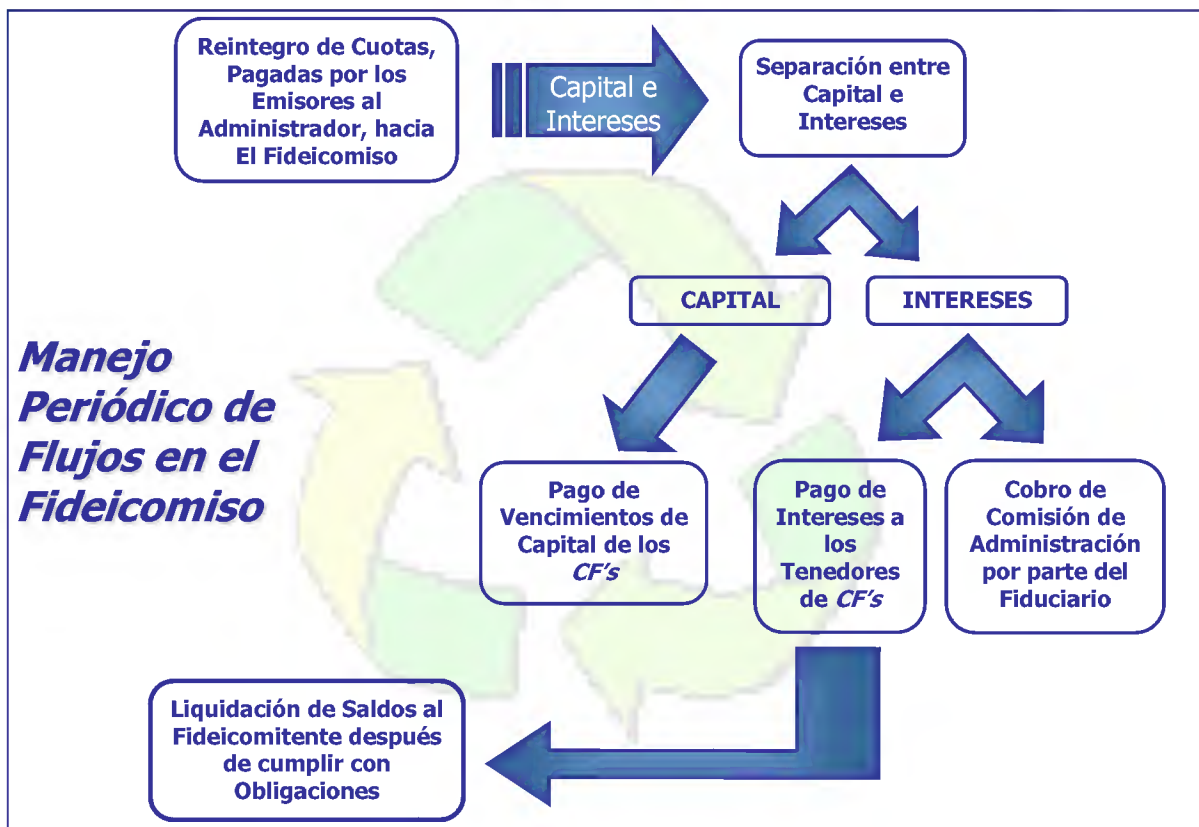 Reintegro de Cuotas,
Pagadas por los
Emisores al
Administrador, hacia
El Fideicomiso
Capital e
Intereses
Separación entre
Capital e
Intereses
CAPITAL
INTERESES
Manejo
Periódico de
Flujos en el
Fideicomiso
Pago de
Vencimientos de
Capital de los
CF's
Pago de
Intereses a
los
Tenedores
de CF's
Cobro de
Comisión de
Administración
por parte del
Fiduciario
Liquidación de Saldos al
Fideicomitente después
de cumplir con
Obligaciones